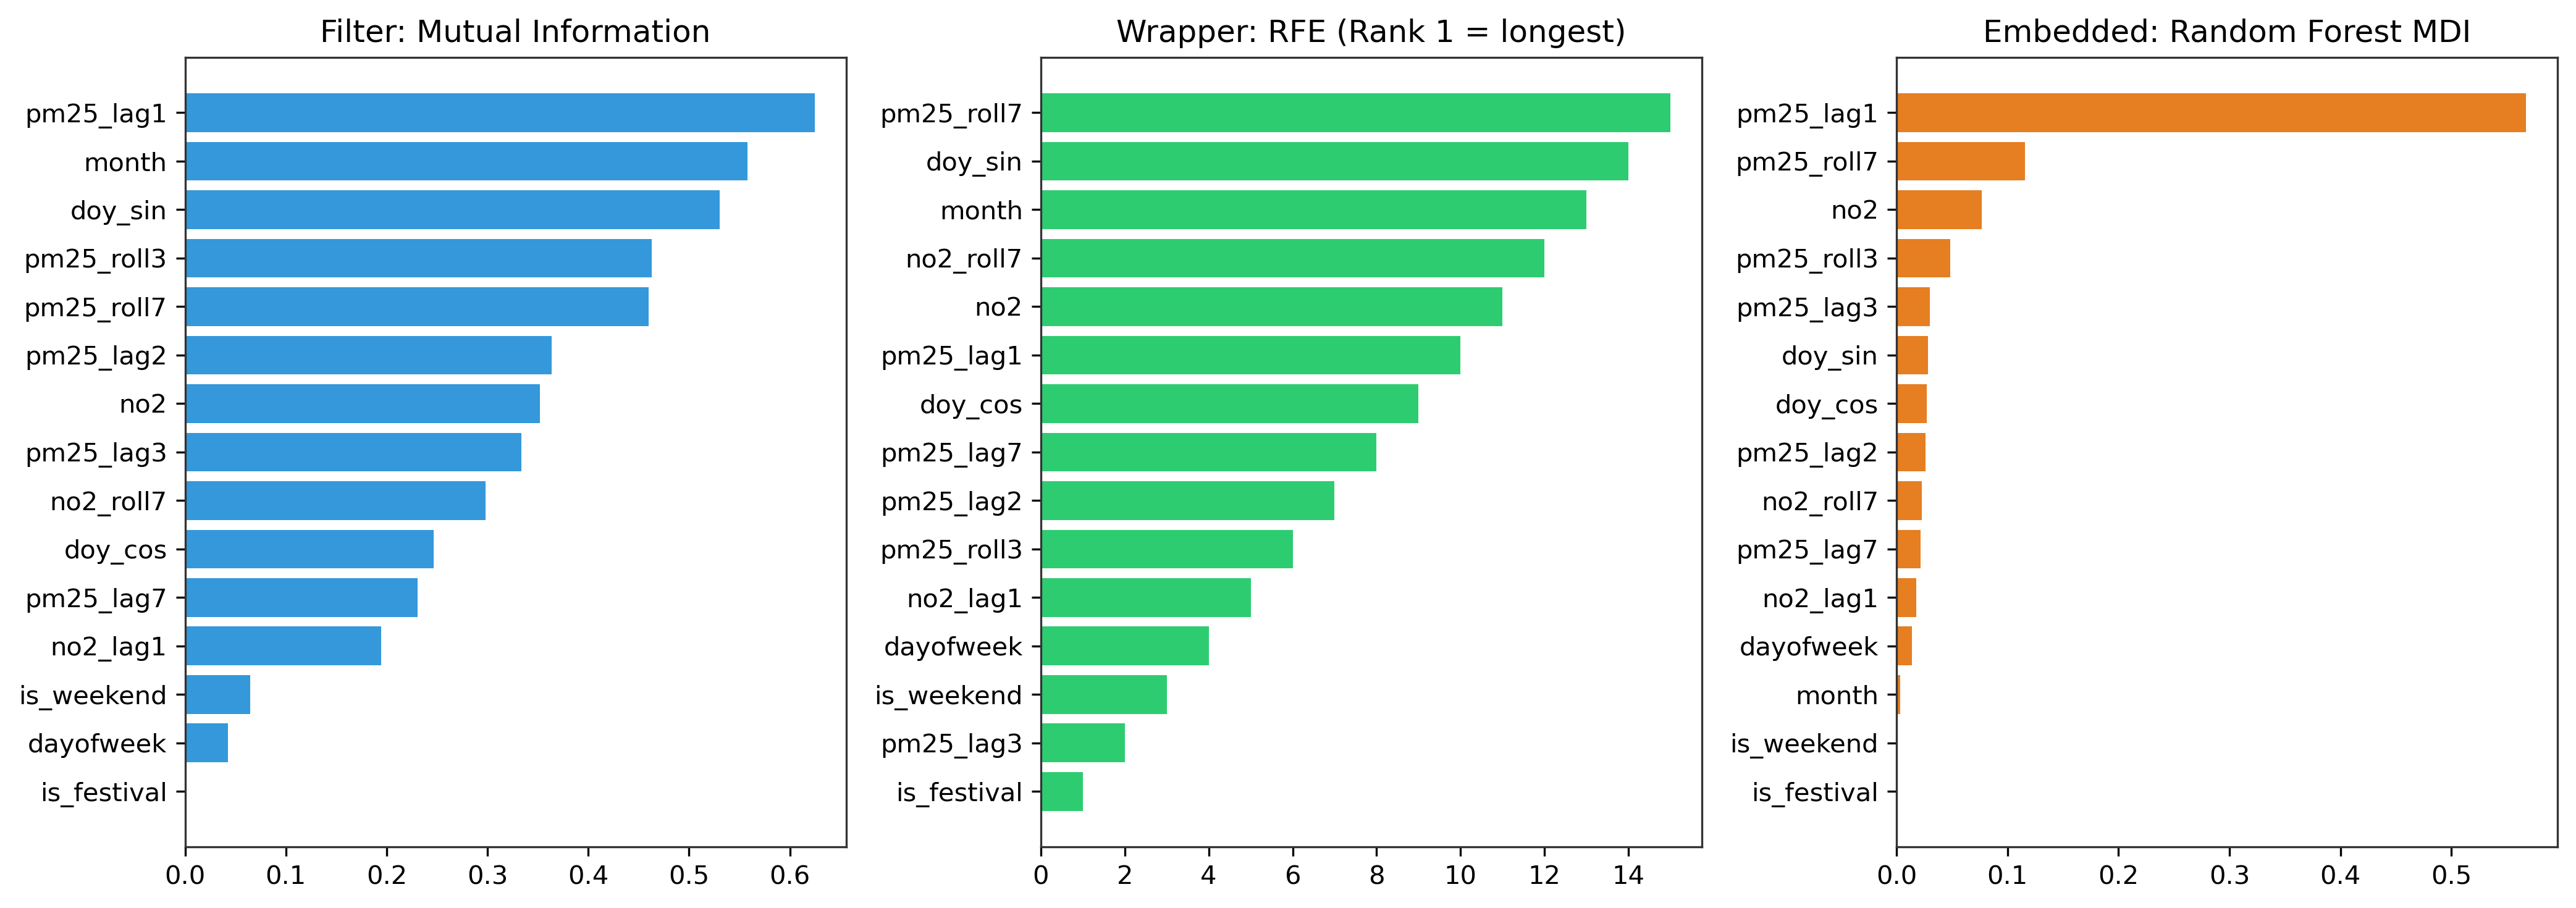 Filter: Mutual Information
pm25_lag1
month
doy_sin
pm25_roll3
pm25_roll7
pm25_lag2
no2
pm25_lag3
no2_roll7
doy_cos
pm25_lag7
no2_lag1
is_weekend
dayofweek
is_festival
0.0 0.1 0.2 0.3 0.4 0.5 0.6
Wrapper: RFE (Rank 1 = longest)
pm25_roll7
doy_sin
month
no2_roll7
no2
pm25_lag1
doy_cos
pm25_lag7
pm25_lag2
pm25_roll3
no2_lag1
dayofweek
is_weekend
pm25_lag3
is_festival
0 2 4 6 8 10 12 14
Embedded: Random Forest MDI
pm25_lag1
pm25_roll7
no2
pm25_roll3
pm25_lag3
doy_sin
doy_cos
pm25_lag2
no2_roll7
pm25_lag7
no2_lag1
dayofweek
month
is_weekend
is_festival
0.0 0.1 0.2 0.3 0.4 0.5